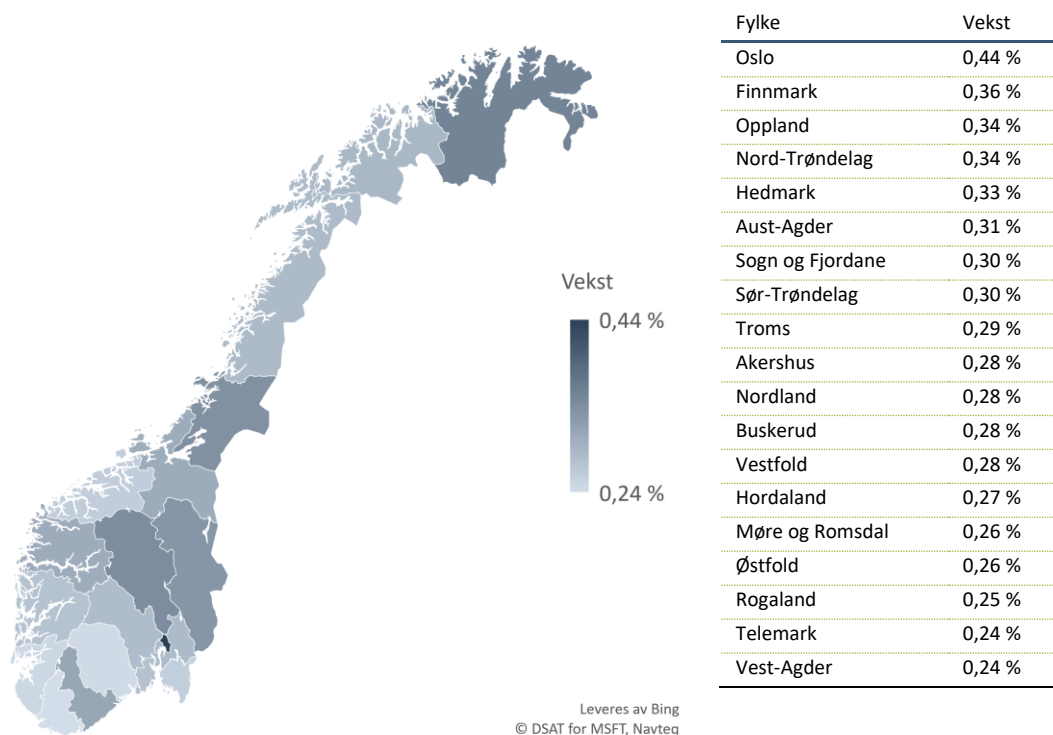 Vekst
0,44 %
0,24 %
Leveres av Bing
© DSAT for MSFT, Navteq
Fylke Vekst
Oslo 0,44 %
Finnmark 0,36 %
Oppland 0,34 %
Nord-Trøndelag 0,34 %
Hedmark 0,33 %
Aust-Agder 0,31 %
Sogn og Fjordane 0,30 %
Sør-Trøndelag 0,30 %
Troms 0,29 %
Akershus 0,28 %
Nordland 0,28 %
Buskerud 0,28 %
Vestfold 0,28 %
Hordaland 0,27 %
Møre og Romsdal 0,26 %
Østfold 0,26 %
Rogaland 0,25 %
Telemark 0,24 %
Vest-Agder 0,24 %